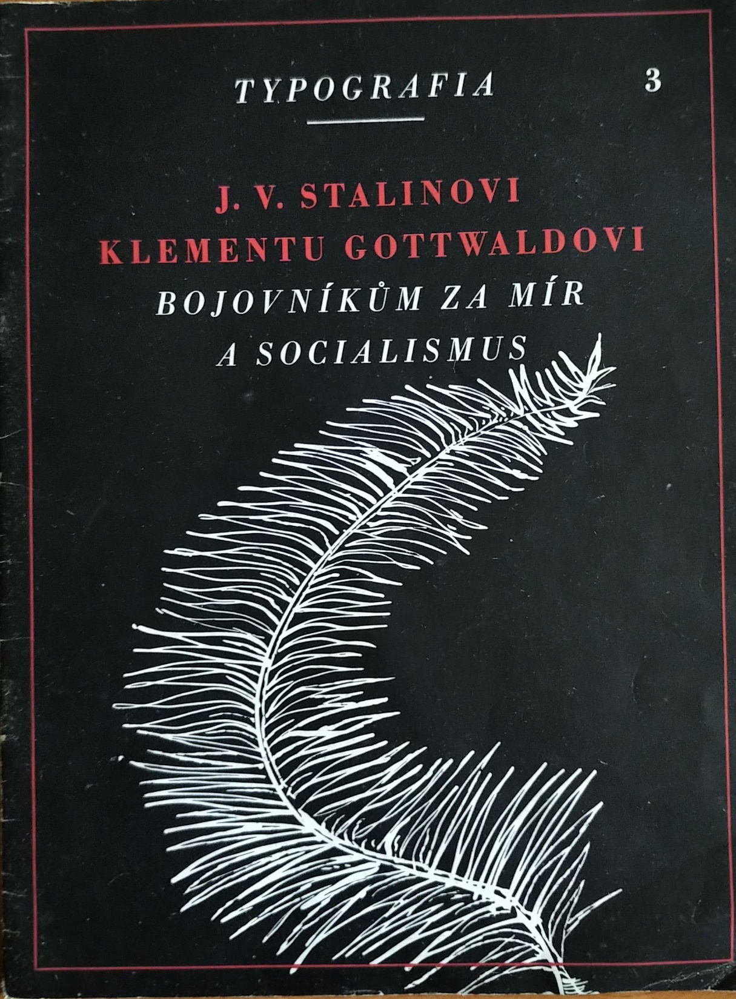 TYPOGRAFIA 3
J. V. STALINOVI
KLEMENTU GOTTWALDOVI
BOJOVNÍKŮM ZA MÍR
A SOCIALISMUS